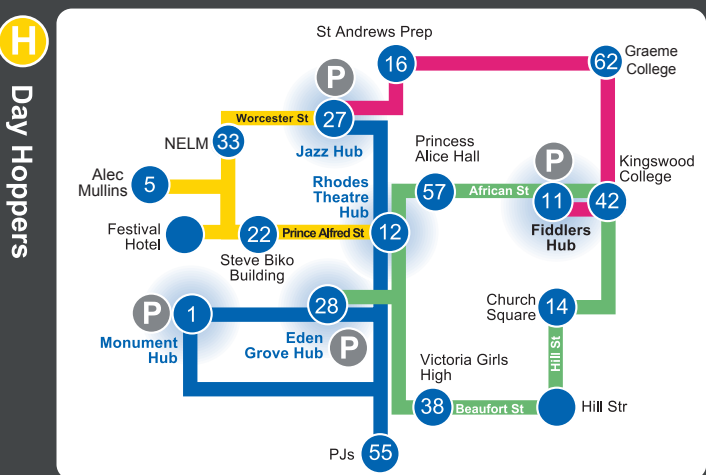 H
Day Hoppers
St Andrews Prep
16
62
Graeme
College
P
Worcester St
27
Jazz Hub
NELM
33
Princess
Alice Hall
P
Kingswood
College
Alec
Mullins
5
Rhodes
Theatre
Hub
57
African St
11
42
Fiddlers
Hub
Festival
Hotel
22
Prince Alfred St
12
Steve Biko
Building
P
1
28
Church
Square
14
Monument
Hub
Eden
Grove Hub
P
Hill St
Victoria Girls
High
38
Beaufort St
Hill Str
PJs
55